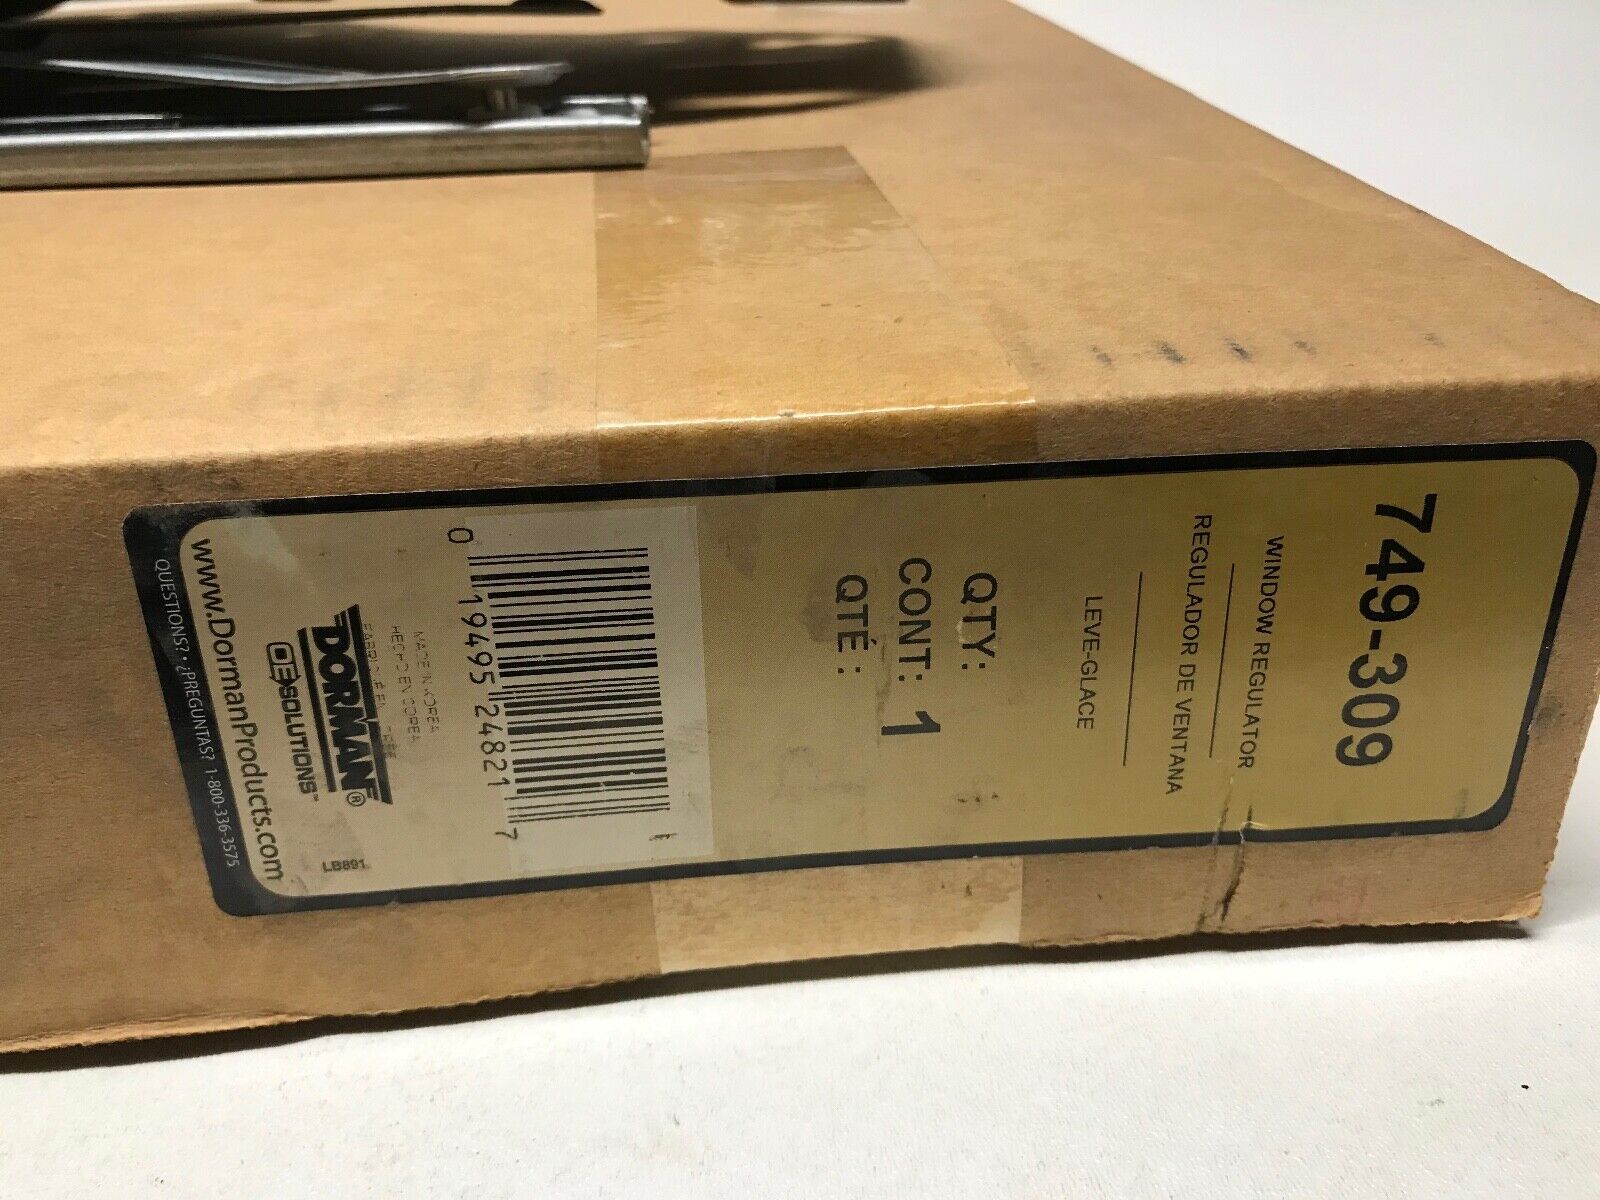 749-309
WINDOW REGULATOR
REGULADOR DE VENTANA
LEVE-GLACE
QTY:
CONT: 1
QTÉ:
0 19495 24821 7
MADE IN KOREA
HECHO EN COREA
DORMAN®
OE SOLUTIONS™
LB891
www.DormanProducts.com
QUESTIONS? • ¿PREGUNTAS? 1-800-336-3575